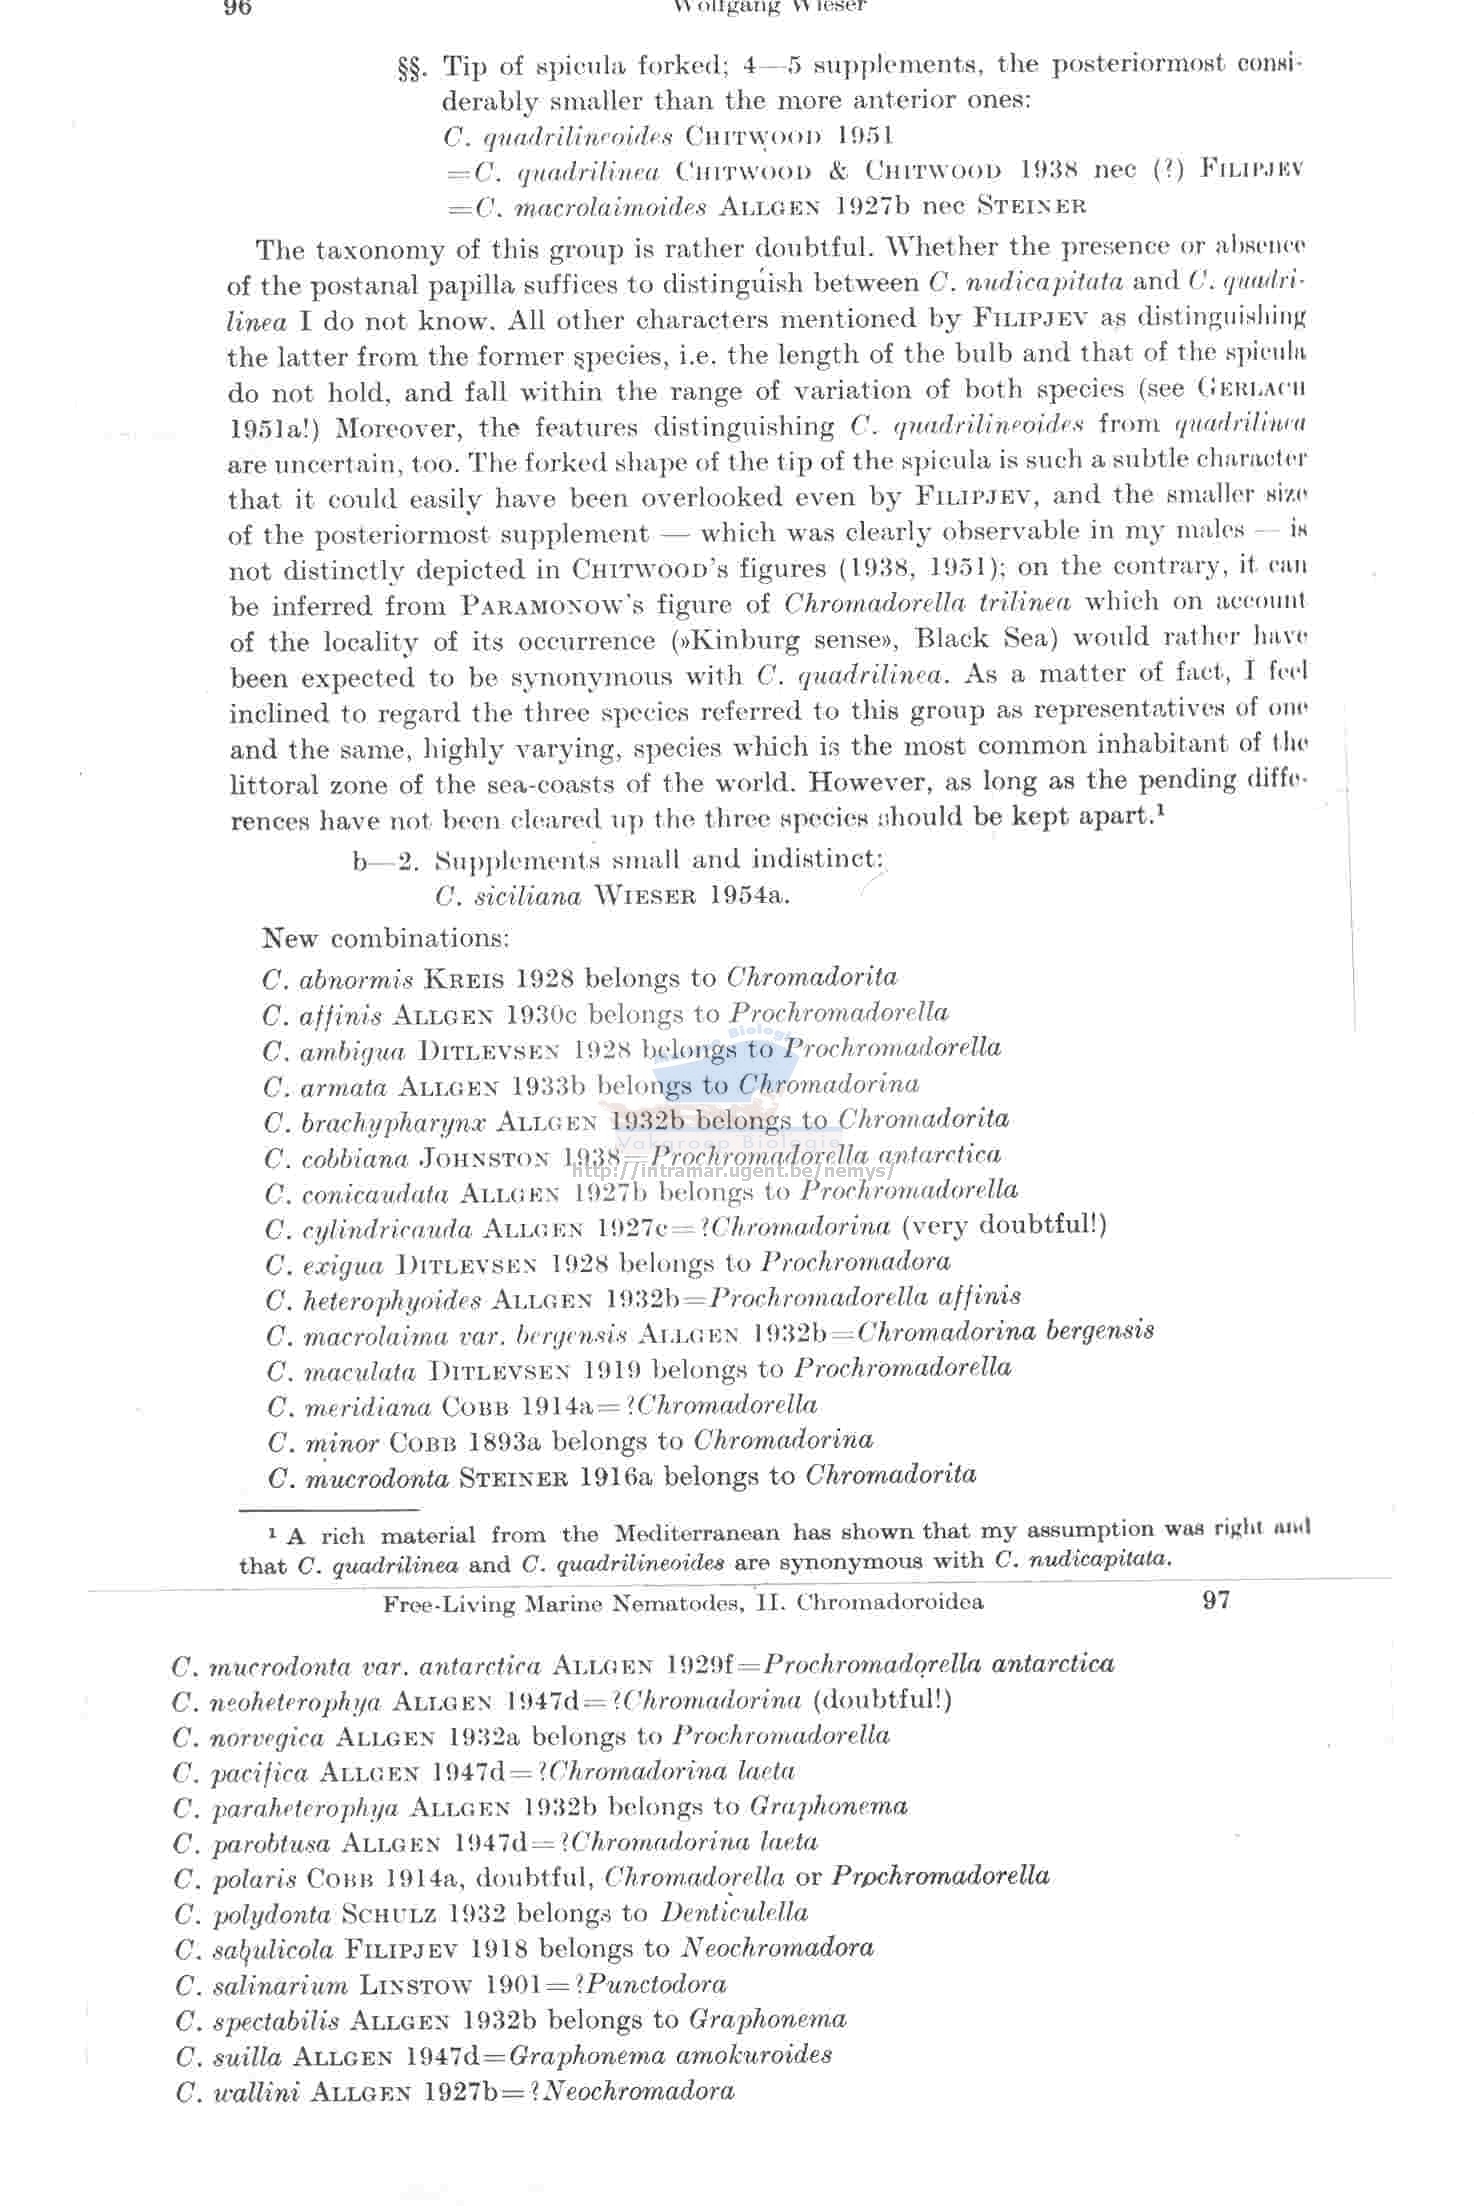 96 Wolfgang Wieser
§§. Tip of spicula forked; 4—5 supplements, the posteriormost consi-
derably smaller than the more anterior ones:
C. quadrilineoides CHITWOOD 1951
=C. quadrilinea CHITWOOD & CHITWOOD 1938 nec (?) FILIPJEV
=C. macrolaimoides ALLGEN 1927b nec STEINER
The taxonomy of this group is rather doubtful. Whether the presence or absence
of the postanal papilla suffices to distinguish between C. nudicapitata and C. quadri-
linea I do not know. All other characters mentioned by FILIPJEV as distinguishing
the latter from the former species, i.e. the length of the bulb and that of the spicula
do not hold, and fall within the range of variation of both species (see GERLACH
1951a!) Moreover, the features distinguishing C. quadrilineoides from quadrilinea
are uncertain, too. The forked shape of the tip of the spicula is such a subtle character
that it could easily have been overlooked even by FILIPJEV, and the smaller size
of the posteriormost supplement — which was clearly observable in my males — is
not distinctly depicted in CHITWOOD's figures (1938, 1951); on the contrary, it can
be inferred from PARAMONOW's figure of Chromadorella trilinea which on account
of the locality of its occurrence (»Kinburg sense», Black Sea) would rather have
been expected to be synonymous with C. quadrilinea. As a matter of fact, I feel
inclined to regard the three species referred to this group as representatives of one
and the same, highly varying, species which is the most common inhabitant of the
littoral zone of the sea-coasts of the world. However, as long as the pending diffe-
rences have not been cleared up the three species should be kept apart.¹
b—2. Supplements small and indistinct:
C. siciliana WIESER 1954a.
New combinations:
C. abnormis KREIS 1928 belongs to Chromadorita
C. affinis ALLGEN 1930c belongs to Prochromadorella
C. ambigua DITLEVSEN 1928 belongs to Prochromadorella
C. armata ALLGEN 1933b belongs to Chromadorina
C. brachypharynx ALLGEN 1932b belongs to Chromadorita
C. cobbiana JOHNSTON 1938=Prochromadorella antarctica
C. conicaudata ALLGEN 1927b belongs to Prochromadorella
C. cylindricauda ALLGEN 1927c=?Chromadorina (very doubtful!)
C. exigua DITLEVSEN 1928 belongs to Prochromadora
C. heterophyoides ALLGEN 1932b=Prochromadorella affinis
C. macrolaima var. bergensis ALLGEN 1932b=Chromadorina bergensis
C. maculata DITLEVSEN 1919 belongs to Prochromadorella
C. meridiana COBB 1914a=?Chromadorella
C. minor COBB 1893a belongs to Chromadorina
C. mucrodonta STEINER 1916a belongs to Chromadorita
Biologie
Vakgroep Biologie
http://intramar.ugent.be/nemys/
¹ A rich material from the Mediterranean has shown that my assumption was right and
that C. quadrilinea and C. quadrilineoides are synonymous with C. nudicapitata.
Free-Living Marine Nematodes, II. Chromadoroidea 97
C. mucrodonta var. antarctica ALLGEN 1929f=Prochromadorella antarctica
C. neoheterophya ALLGEN 1947d=?Chromadorina (doubtful!)
C. norvegica ALLGEN 1932a belongs to Prochromadorella
C. pacifica ALLGEN 1947d=?Chromadorina laeta
C. paraheterophya ALLGEN 1932b belongs to Graphonema
C. parobtusa ALLGEN 1947d=?Chromadorina laeta
C. polaris COBB 1914a, doubtful, Chromadorella or Prochromadorella
C. polydonta SCHULZ 1932 belongs to Denticulella
C. sabulicola FILIPJEV 1918 belongs to Neochromadora
C. salinarium LINSTOW 1901=?Punctodora
C. spectabilis ALLGEN 1932b belongs to Graphonema
C. suilla ALLGEN 1947d=Graphonema amokuroides
C. wallini ALLGEN 1927b=?Neochromadora